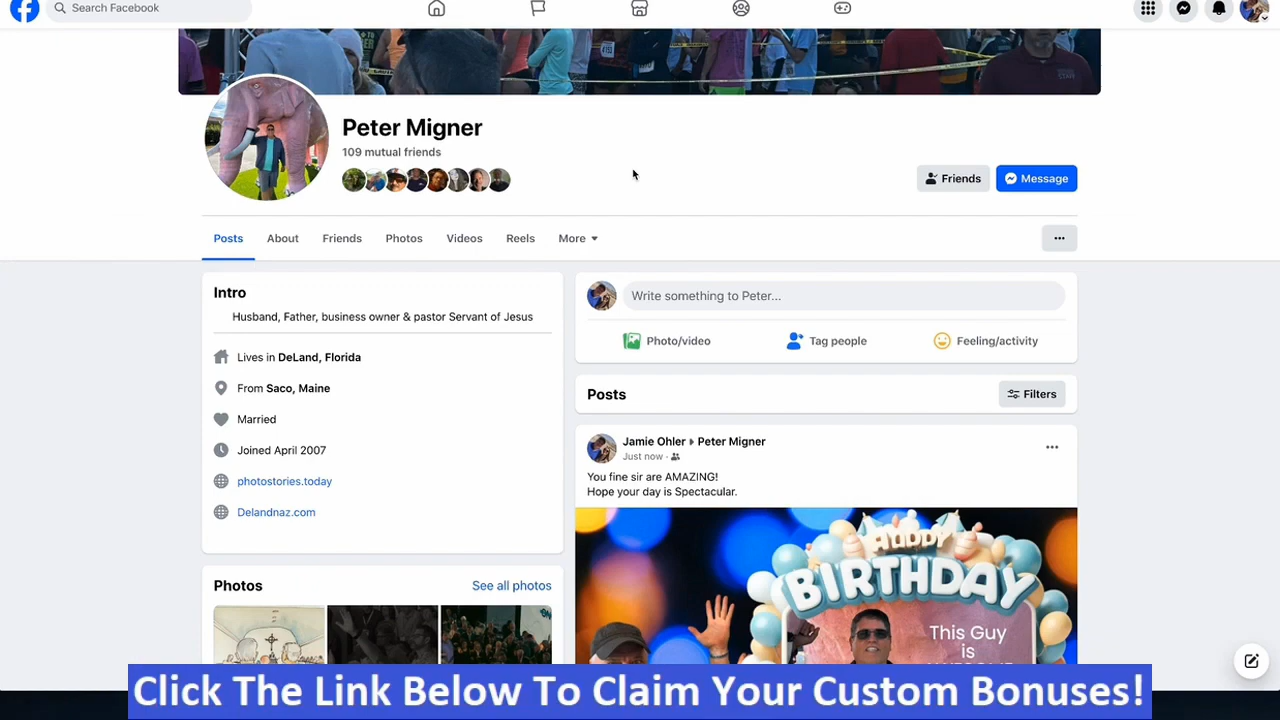 Search Facebook
Peter Migner
109 mutual friends
Friends
Message
Posts
About
Friends
Photos
Videos
Reels
More
Intro
Husband, Father, business owner & pastor Servant of Jesus
Lives in DeLand, Florida
From Saco, Maine
Married
Joined April 2007
photostories.today
Delandnaz.com
Photos
See all photos
Write something to Peter...
Photo/video
Tag people
Feeling/activity
Posts
Filters
Jamie Ohler Peter Migner
Just now ·
You fine sir are AMAZING!
Hope your day is Spectacular.
BIRTHDAY
This Guy
is
Click The Link Below To Claim Your Custom Bonuses!